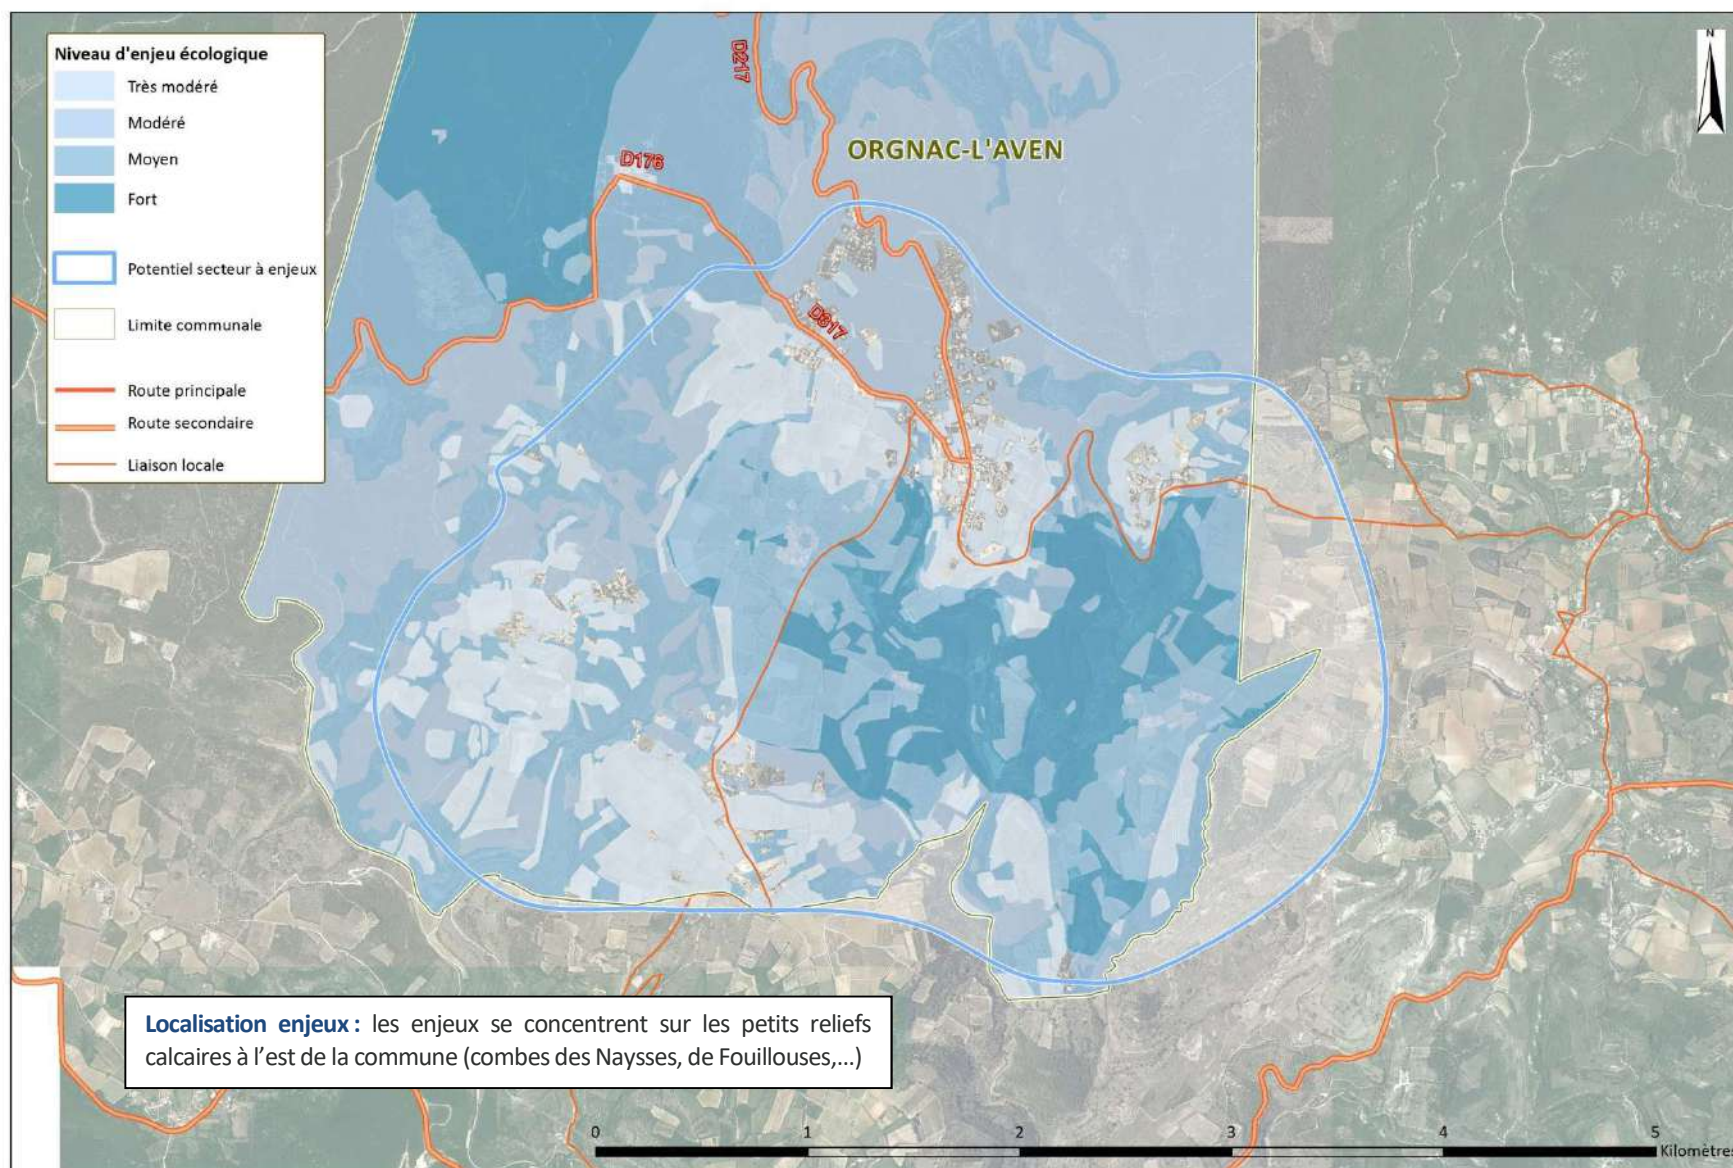 Niveau d'enjeu écologique
Très modéré
Modéré
Moyen
Fort
Potentiel secteur à enjeux
Limite communale
Route principale
Route secondaire
Liaison locale
N
D217
ORGNAC-L'AVEN
D176
D817
Localisation enjeux : les enjeux se concentrent sur les petits reliefs
calcaires à l’est de la commune (combes des Naysses, de Fouillouses,...)
0 1 2 3 4 5
Kilomètre